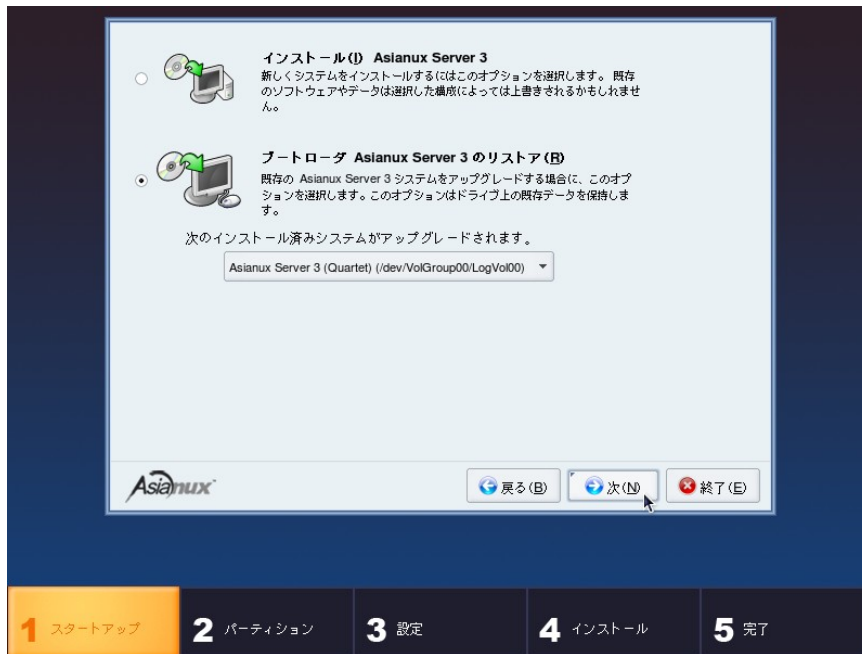 インストール(I) Asianux Server 3
新しくシステムをインストールするにはこのオプションを選択します。 既存
のソフトウェアやデータは選択した構成によっては上書きされるかもしれませ
ん。
ブートローダ Asianux Server 3 のリストア(R)
既存の Asianux Server 3 システムをアップグレードする場合に、このオプ
ションを選択します。このオプションはドライブ上の既存データを保持しま
す。
次のインストール済みシステムがアップグレードされます。
Asianux Server 3 (Quartet) (/dev/VolGroup00/LogVol00)
Asianux
戻る(B)
次(N)
終了(E)
1 スタートアップ
2 パーティション
3 設定
4 インストール
5 完了